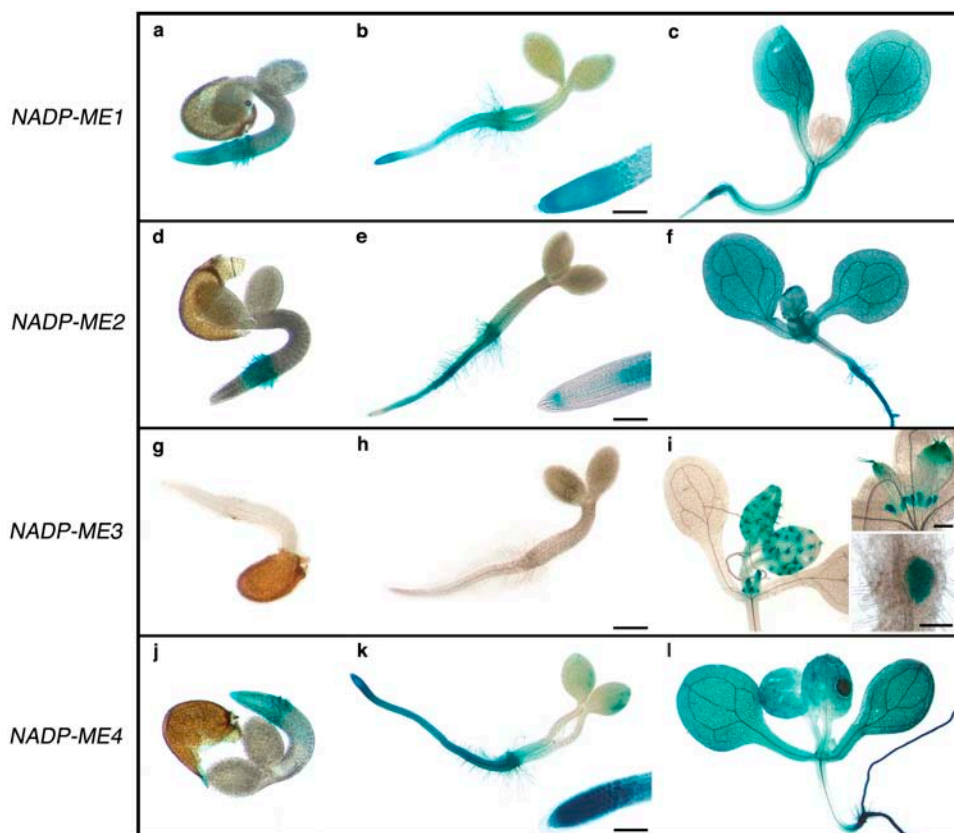 a b c
NADP-ME1
d e f
NADP-ME2
g h i
NADP-ME3
j k l
NADP-ME4